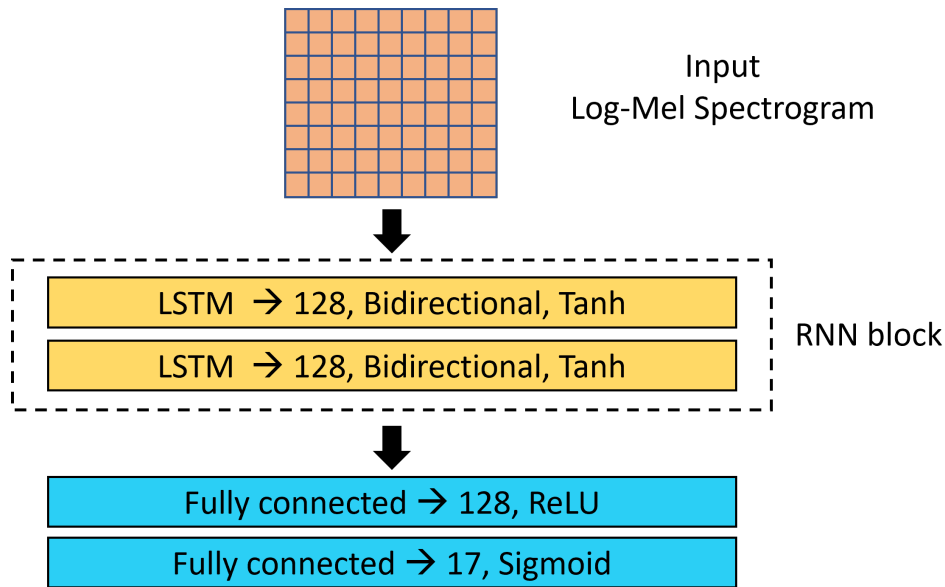 Input
Log-Mel Spectrogram
LSTM → 128, Bidirectional, Tanh
LSTM → 128, Bidirectional, Tanh
RNN block
Fully connected → 128, ReLU
Fully connected → 17, Sigmoid